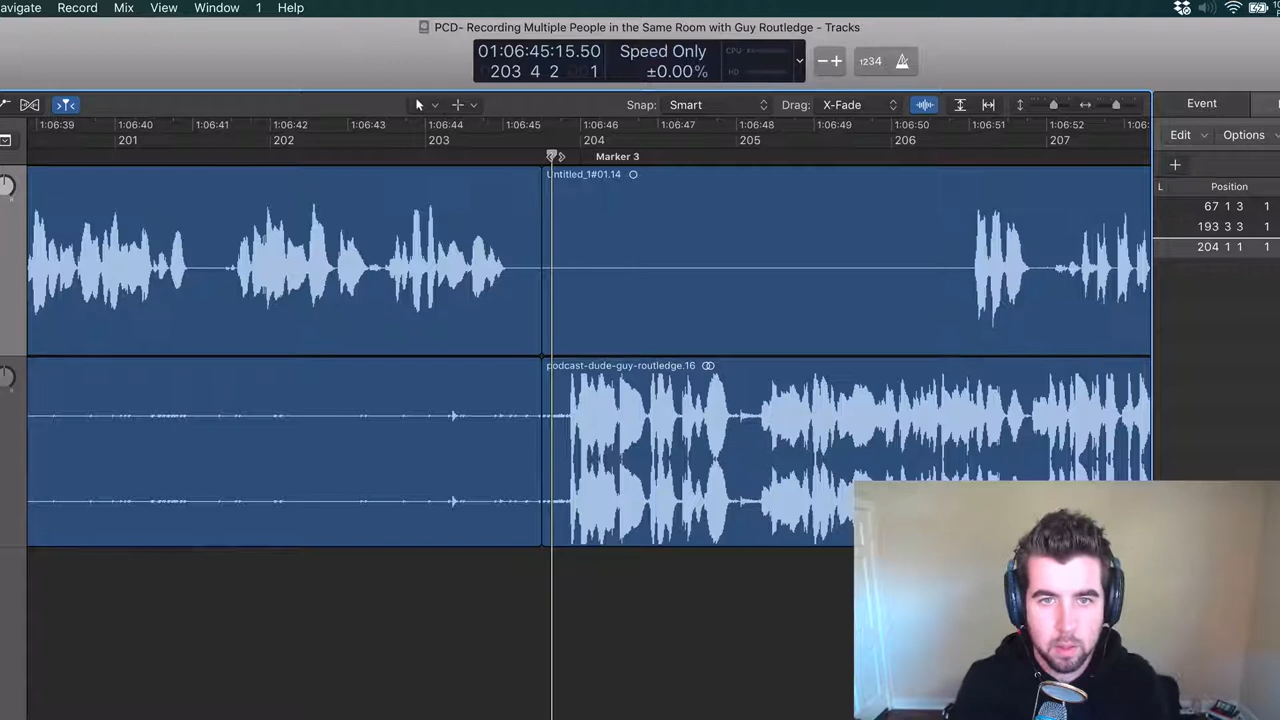 avigate Record Mix View Window 1 Help
PCD- Recording Multiple People in the Same Room with Guy Routledge - Tracks
01:06:45:15.50 Speed Only CPU
203 4 2 1 ±0.00% HD
1234
Snap: Smart Drag: X-Fade Event
1:06:39 1:06:40 1:06:41 1:06:42 1:06:43 1:06:44 1:06:45 1:06:46 1:06:47 1:06:48 1:06:49 1:06:50 1:06:51 1:06:52 1:06:
201 202 203 204 205 206 207
Edit Options
Marker 3
Untitled_1#01.14
L Position
67 1 3 1
193 3 3 1
204 1 1 1
podcast-dude-guy-routledge.16